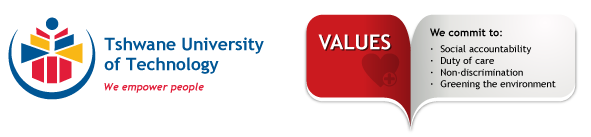 Tshwane University
of Technology
We empower people
VALUES
We commit to:
· Social accountability
· Duty of care
· Non-discrimination
· Greening the environment